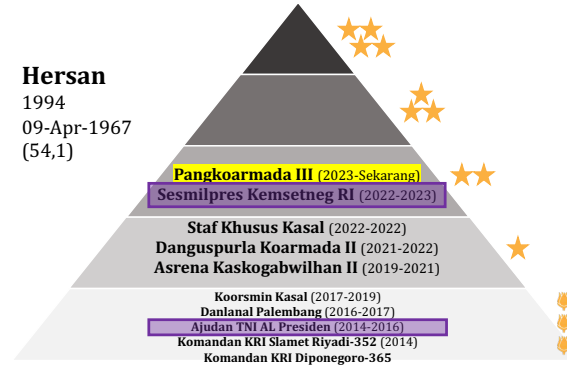 Hersan
1994
09-Apr-1967
(54,1)
Pangkoarmada III (2023-Sekarang)
Sesmilpres Kemsetneg RI (2022-2023)
Staf Khusus Kasal (2022-2022)
Danguspurla Koarmada II (2021-2022)
Asrena Kaskogabwilhan II (2019-2021)
Koorsmin Kasal (2017-2019)
Danlanal Palembang (2016-2017)
Ajudan TNI AL Presiden (2014-2016)
Komandan KRI Slamet Riyadi-352 (2014)
Komandan KRI Diponegoro-365